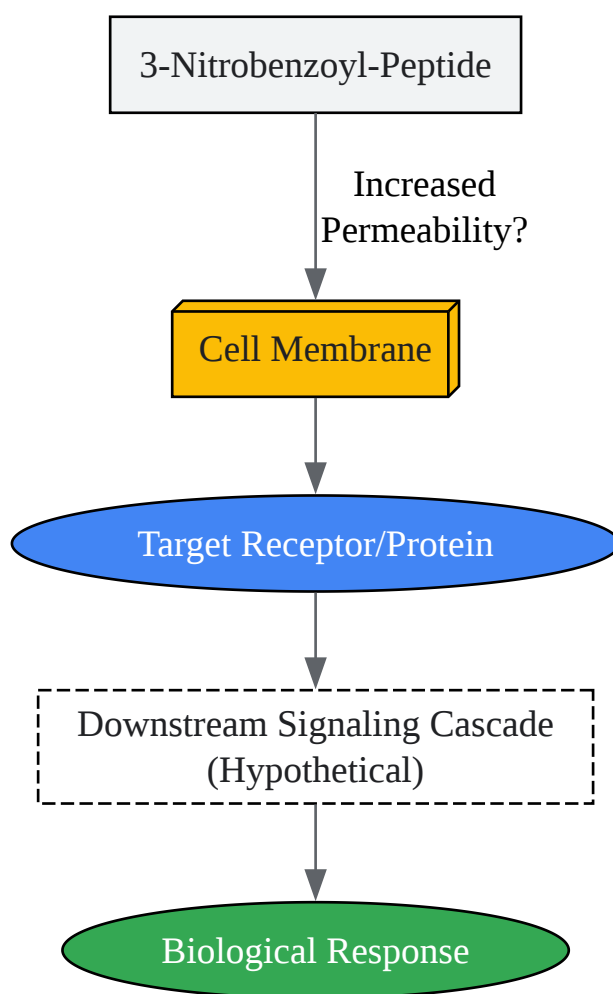 3-Nitrobenzoyl-Peptide
Increased
Permeability?
Cell Membrane
Target Receptor/Protein
Downstream Signaling Cascade
(Hypothetical)
Biological Response